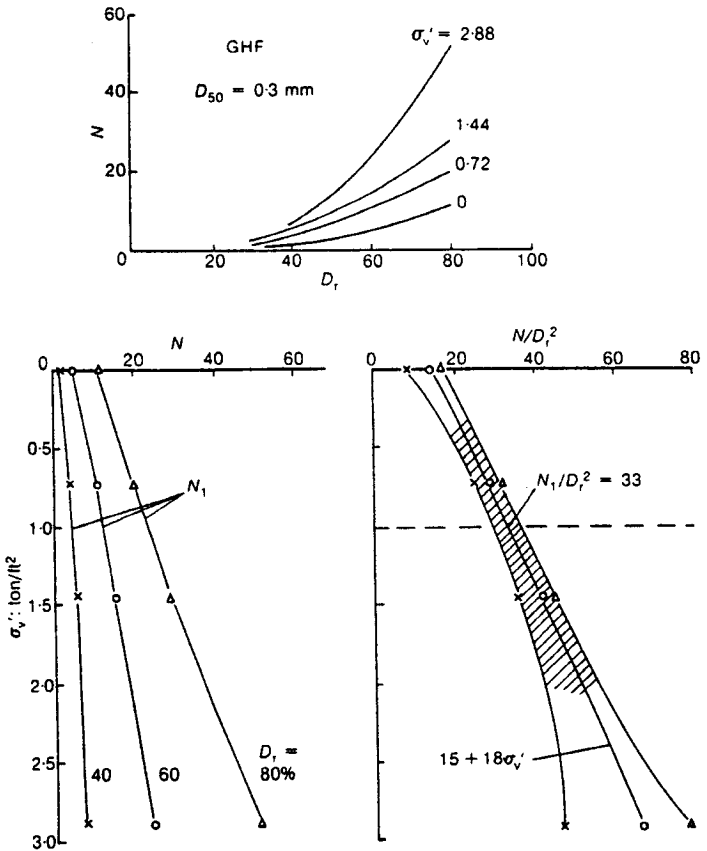 60
GHF
σv′ = 2·88
D50 = 0·3 mm
40
N
1·44
20
0·72
0
0
20
40
60
80
100
Dr
N
0
20
40
60
0·5
1·0
1·5
2·0
2·5
3·0
σv′: ton/ft2
N1
Dr =
80%
40
60
N/Dr2
0
20
40
60
80
N1/Dr2 = 33
15 + 18σv′